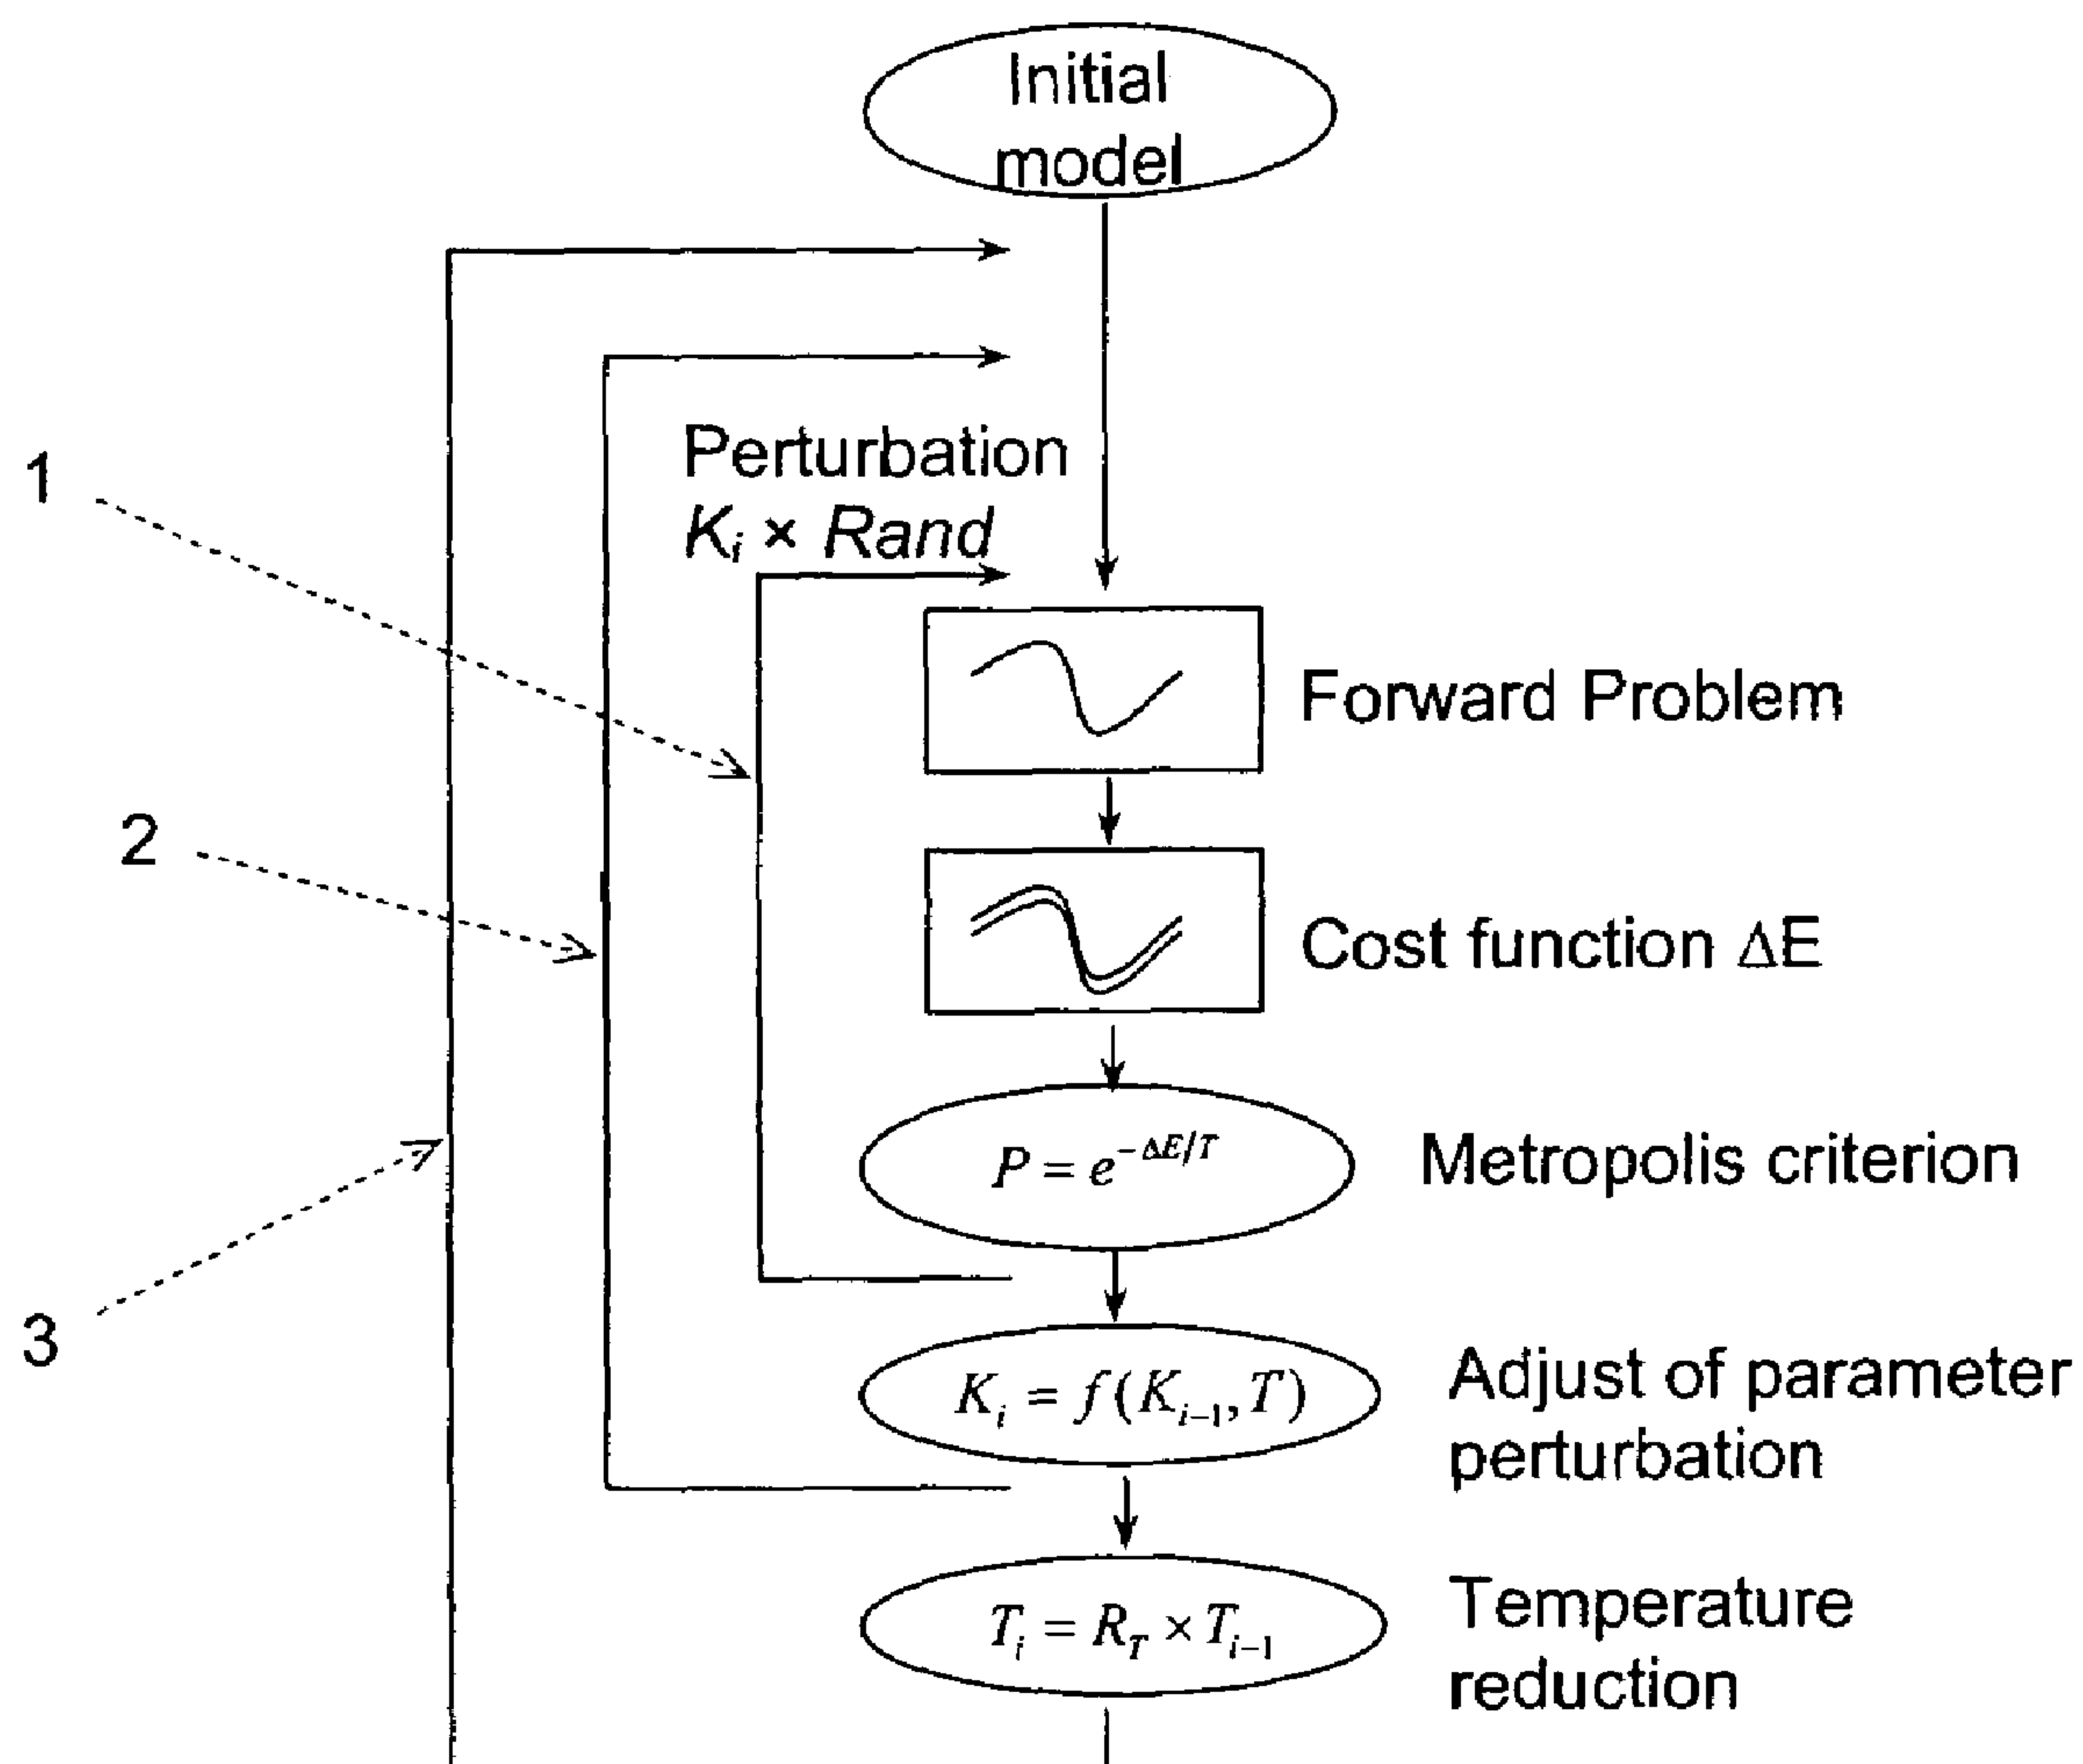 Initial
model
Perturbation
K_i × Rand
1
Forward Problem
2
Cost function ΔE
P = e^{-ΔE/T}
Metropolis criterion
3
K_i = f(K_{i-1}, T)
Adjust of parameter
perturbation
T_i = R_T × T_{i-1}
Temperature
reduction